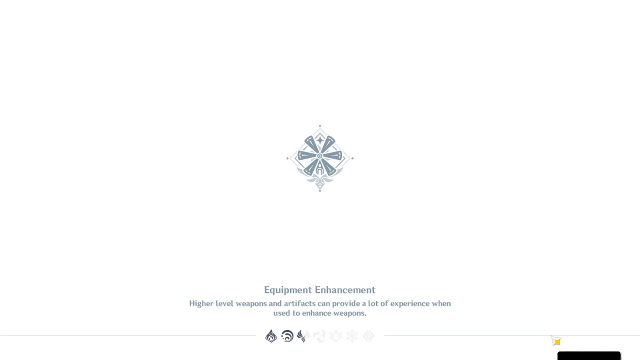 Equipment Enhancement
Higher level weapons and artifacts can provide a lot of experience when
used to enhance weapons.